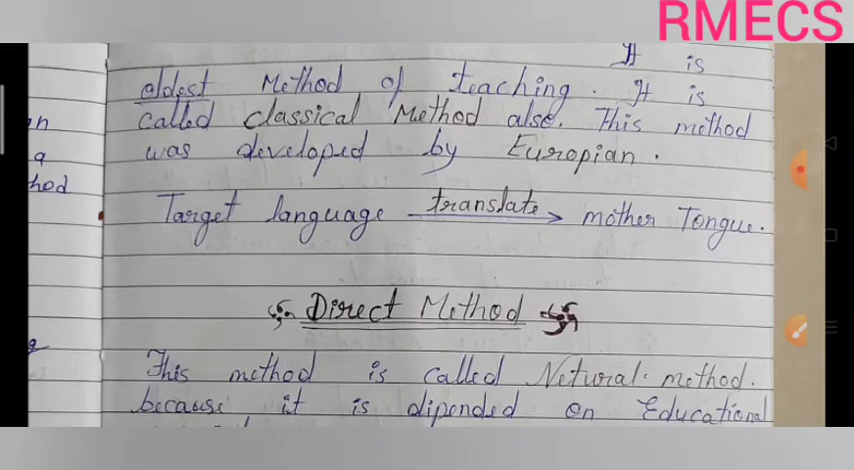 RMECS
It is
oldest Method of teaching. It is
called classical Method also. This method
was developed by Europian.
Target language translate> mother Tongue.
Direct Method
This method is called Netural. method.
because it is dipended on Educational
an
a
hod